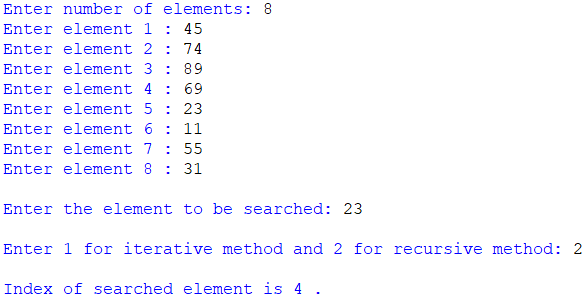 Enter number of elements: 8
Enter element 1 : 45
Enter element 2 : 74
Enter element 3 : 89
Enter element 4 : 69
Enter element 5 : 23
Enter element 6 : 11
Enter element 7 : 55
Enter element 8 : 31
Enter the element to be searched: 23
Enter 1 for iterative method and 2 for recursive method: 2
Index of searched element is 4 .